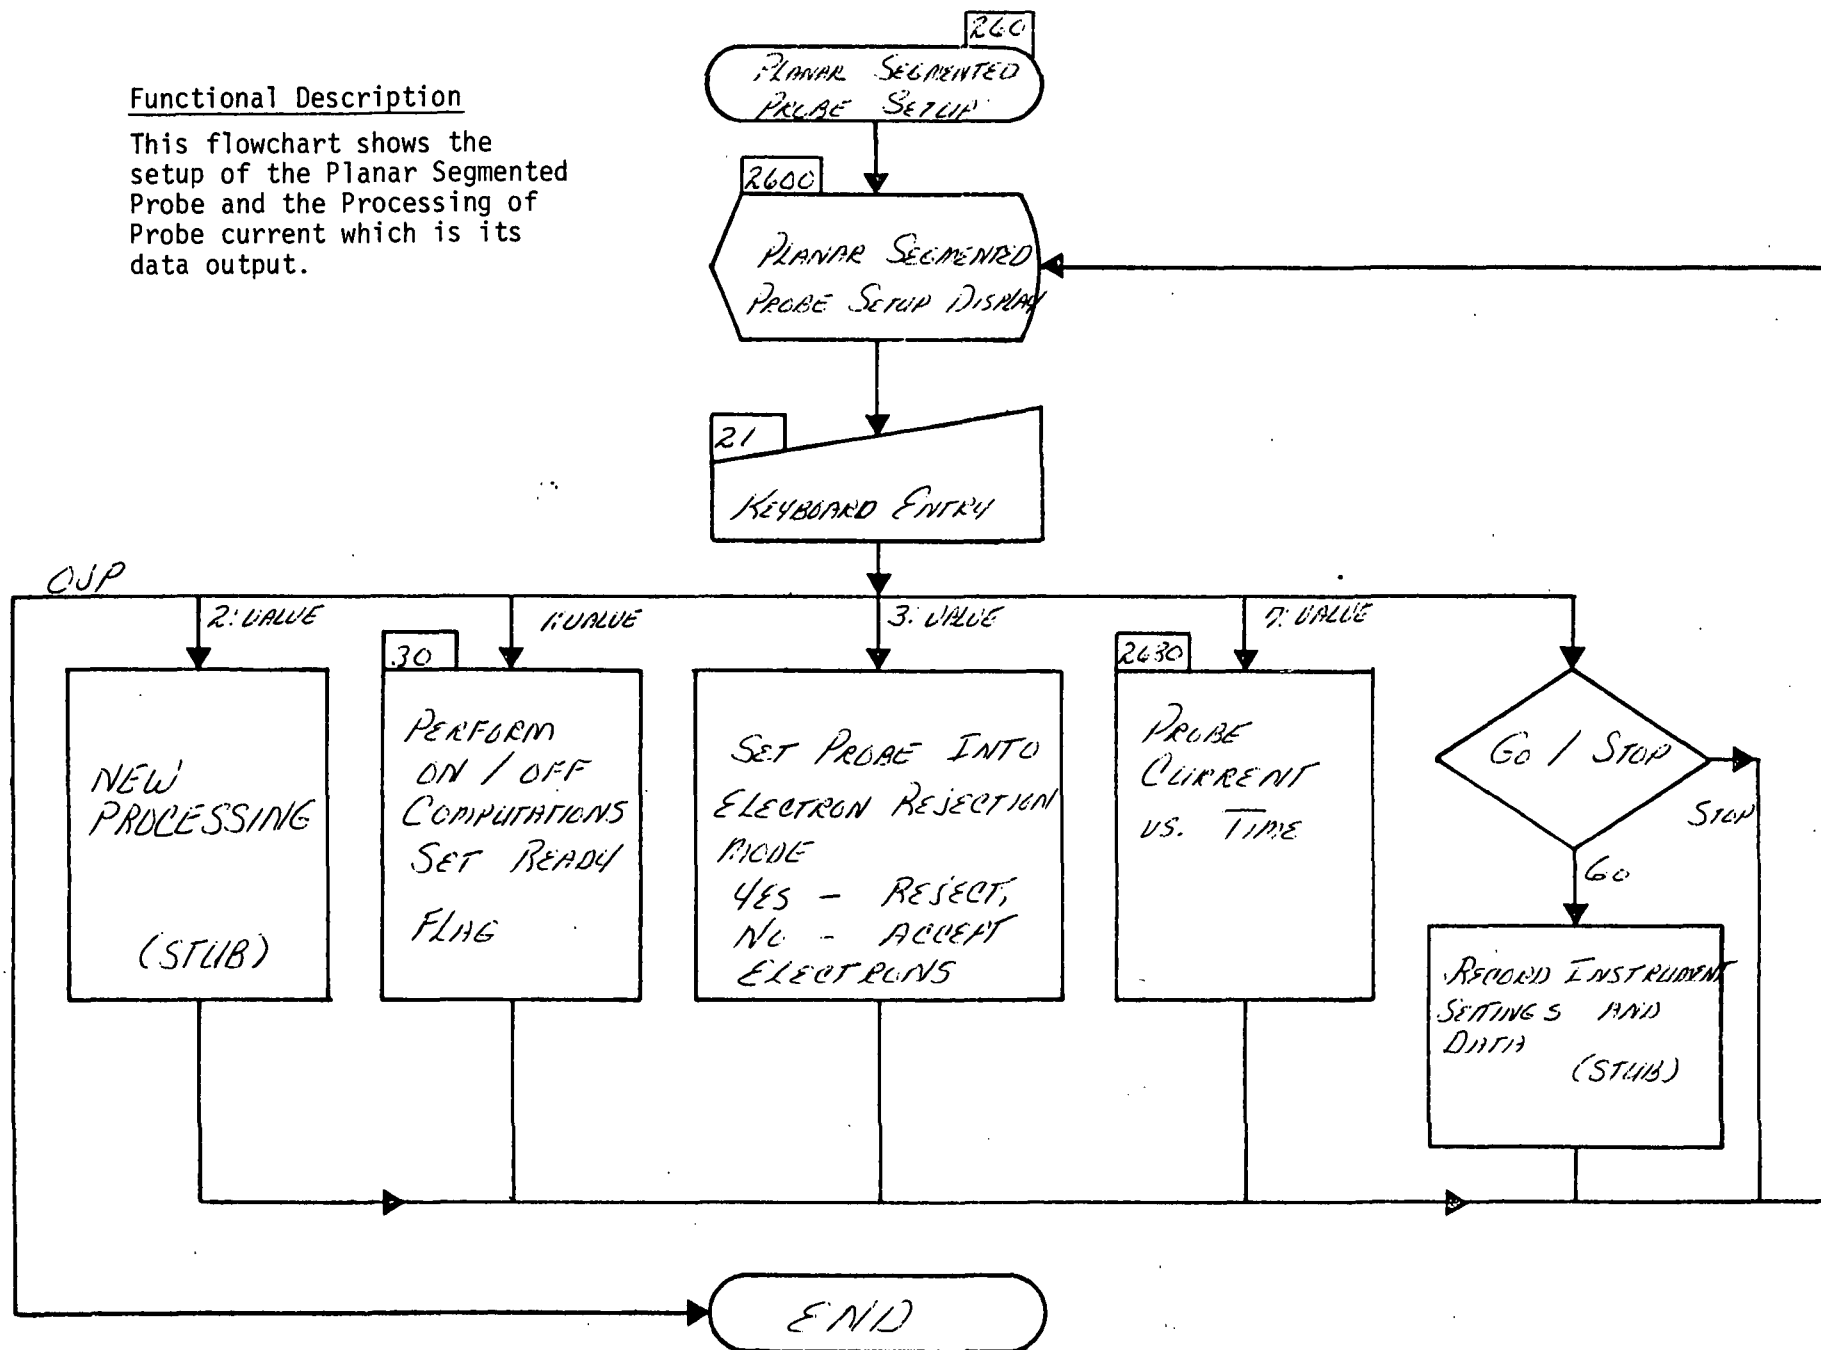 Functional Description
This flowchart shows the
setup of the Planar Segmented
Probe and the Processing of
Probe current which is its
data output.
260
PLANAR SEGMENTED
PROBE SETUP
2600
PLANAR SEGMENTED
PROBE SETUP DISPLAY
21
KEYBOARD ENTRY
OJP
2: VALUE
1: VALUE
3: VALUE
7: VALUE
NEW
PROCESSING
(STUB)
30
PERFORM
ON / OFF
COMPUTATIONS
SET READY
FLAG
SET PROBE INTO
ELECTRON REJECTION
MODE
YES - REJECT,
NO - ACCEPT
ELECTRONS
2630
PROBE
CURRENT
VS. TIME
GO / STOP
STOP
GO
RECORD INSTRUMENT
SETTINGS AND
DATA
(STUB)
END